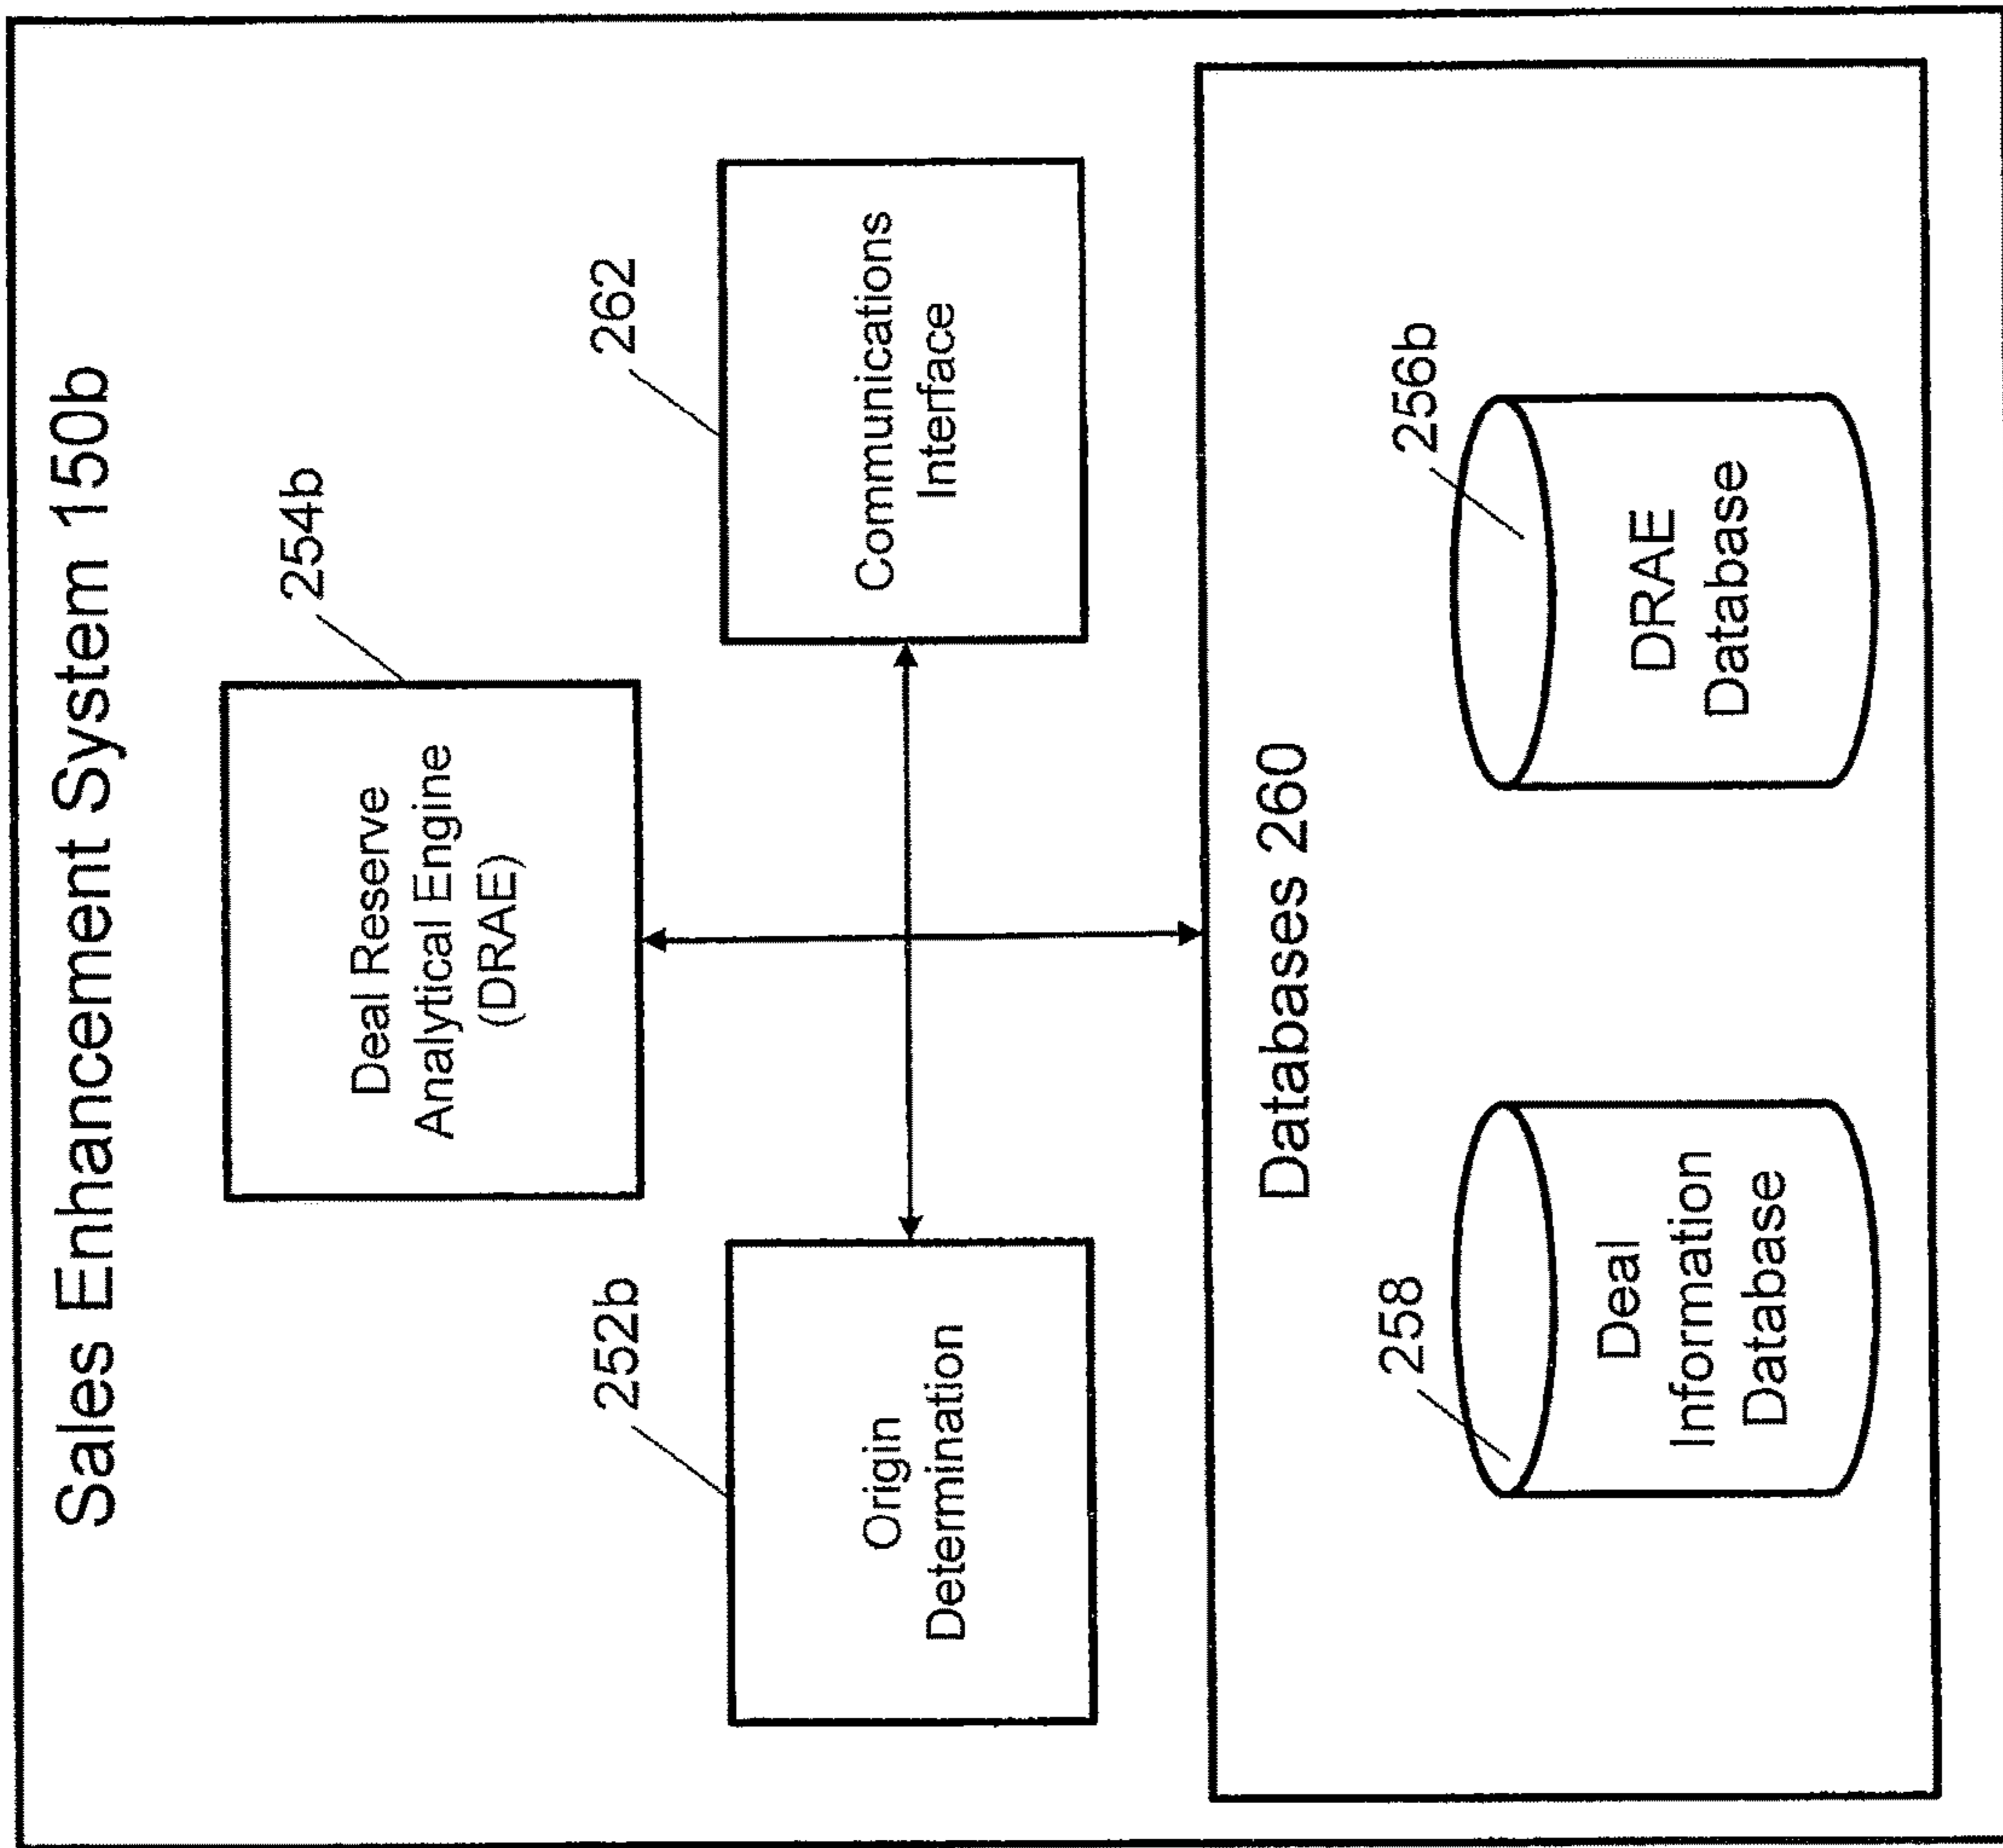 Sales Enhancement System 150b
254b
Deal Reserve
Analytical Engine
(DRAE)
252b
Origin
Determination
262
Communications
Interface
Databases 260
258
Deal
Information
Database
256b
DRAE
Database